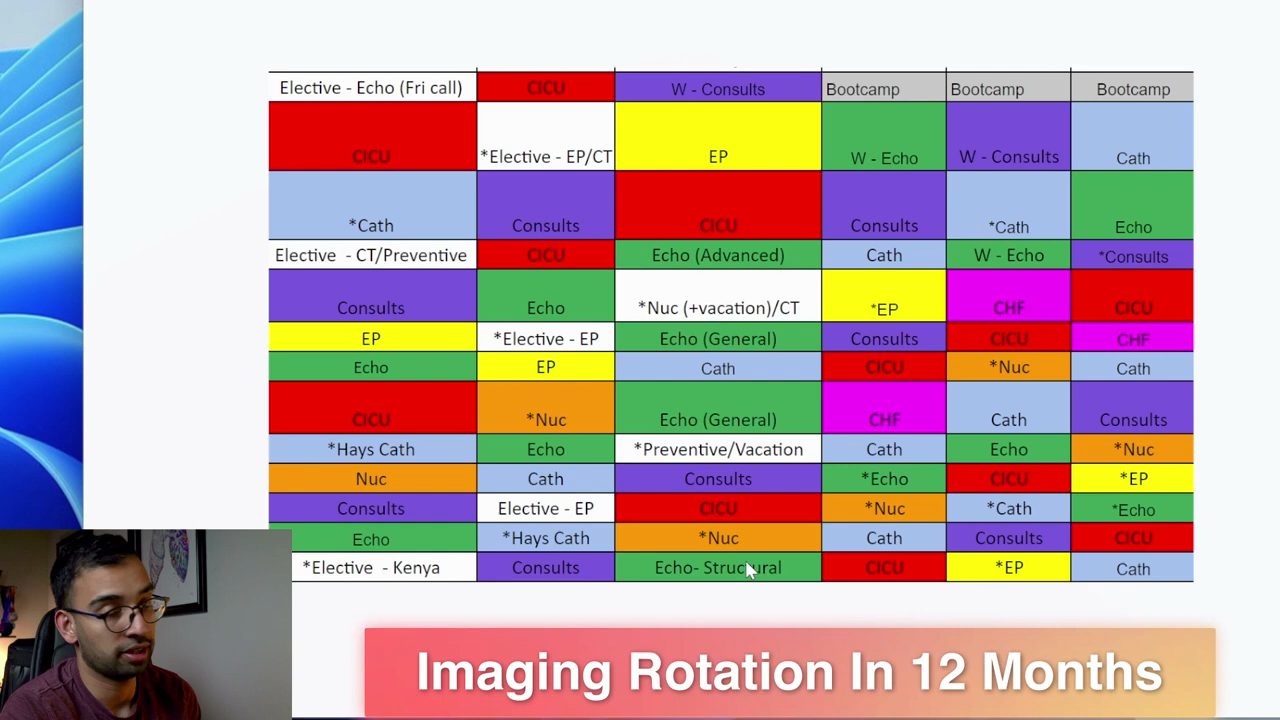 Elective - Echo (Fri call) CICU W - Consults Bootcamp Bootcamp Bootcamp
CICU *Elective - EP/CT EP W - Echo W - Consults Cath
*Cath Consults CICU Consults *Cath Echo
Elective - CT/Preventive CICU Echo (Advanced) Cath W - Echo *Consults
Consults Echo *Nuc (+vacation)/CT *EP CHF CICU
EP *Elective - EP Echo (General) Consults CICU CHF
Echo EP Cath CICU *Nuc Cath
CICU *Nuc Echo (General) CHF Cath Consults
*Hays Cath Echo *Preventive/Vacation Cath Echo *Nuc
Nuc Cath Consults *Echo CICU *EP
Consults Elective - EP CICU *Nuc *Cath *Echo
Echo *Hays Cath *Nuc Cath Consults CICU
*Elective - Kenya Consults Echo- Structural CICU *EP Cath
Imaging Rotation In 12 Months